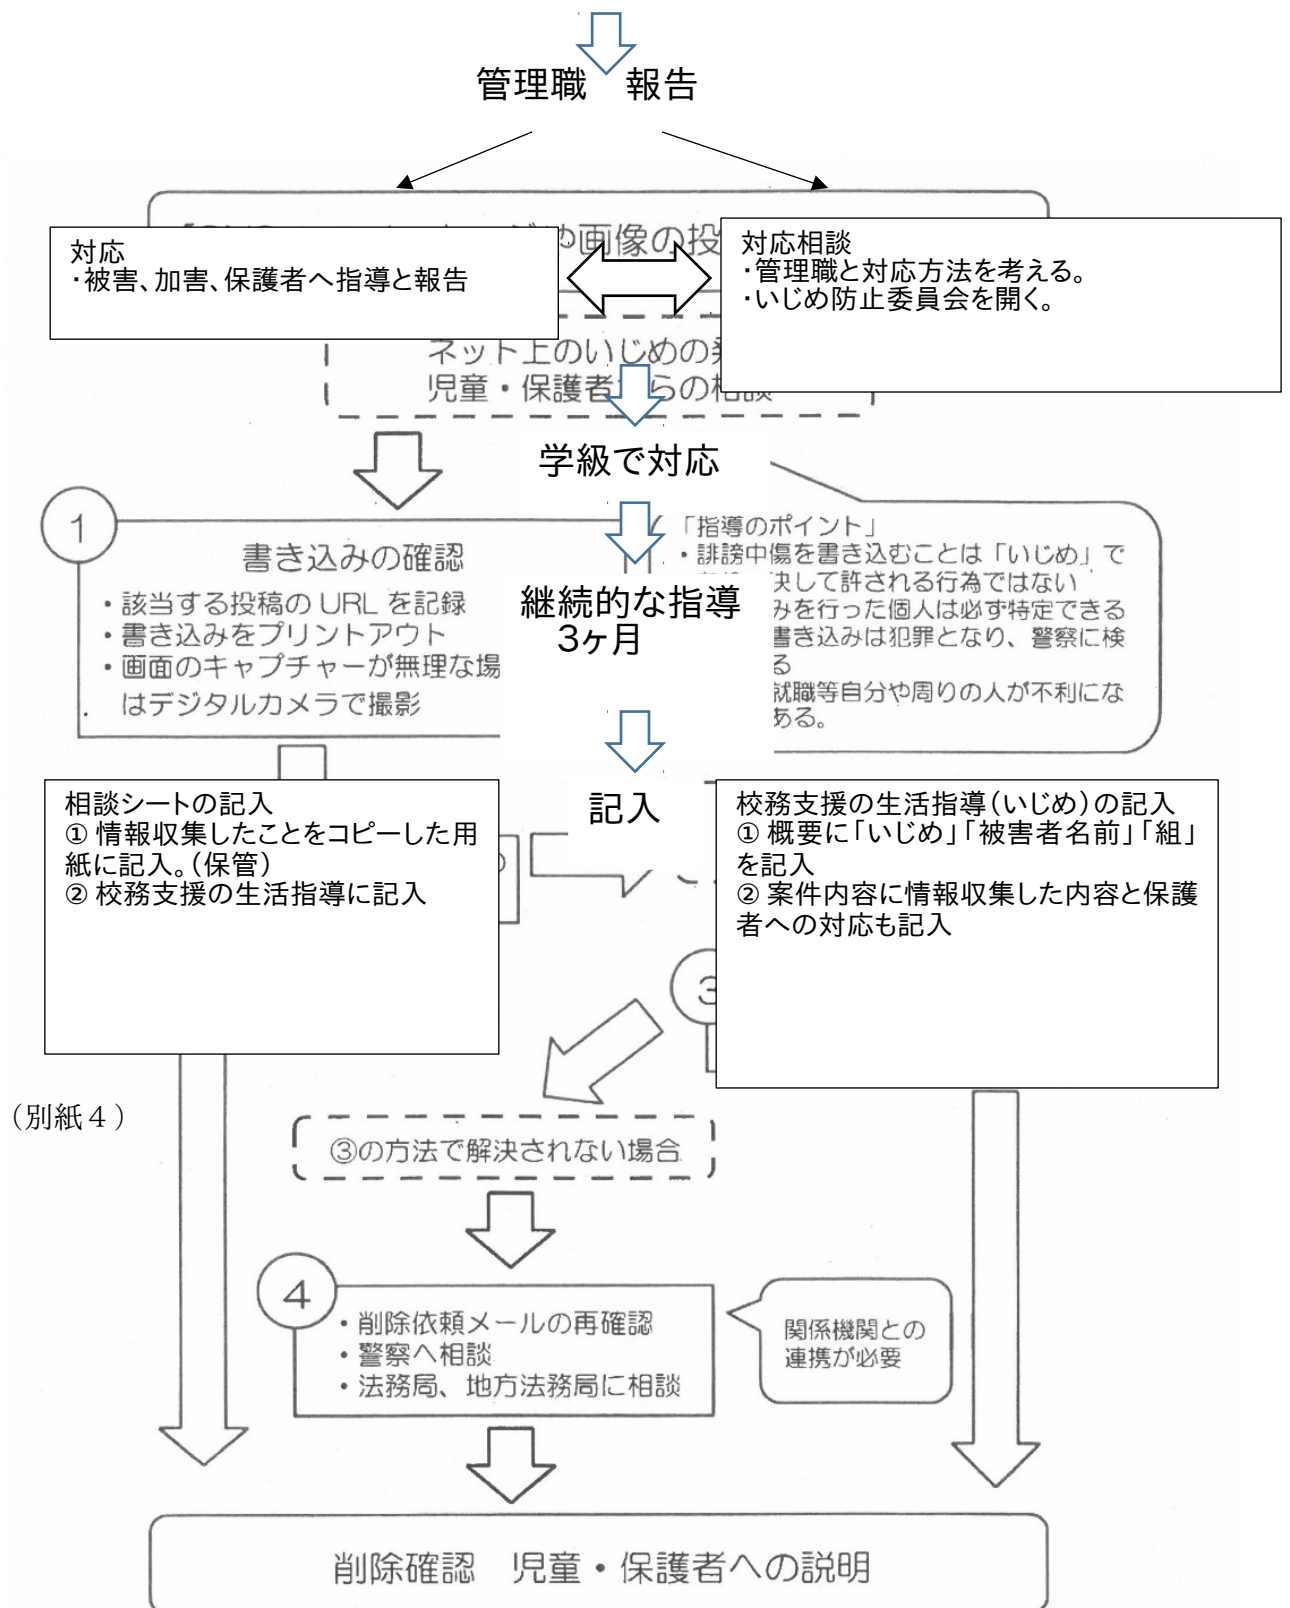 管理職 報告
画像の投
対応
・被害、加害、保護者へ指導と報告
対応相談
・管理職と対応方法を考える。
・いじめ防止委員会を開く。
ネット上のいじめの
児童・保護者 らの相談
学級で対応
1
書き込みの確認
・該当する投稿の URL を記録
・書き込みをプリントアウト
・画面のキャプチャーが無理な場
はデジタルカメラで撮影
「指導のポイント」
・誹謗中傷を書き込むことは「いじめ」で
決して許される行為ではない
みを行った個人は必ず特定できる
書き込みは犯罪となり、警察に検
る
就職等自分や周りの人が不利にな
ある。
継続的な指導
3ヶ月
記入
相談シートの記入
① 情報収集したことをコピーした用
紙に記入。（保管）
② 校務支援の生活指導に記入
校務支援の生活指導（いじめ）の記入
① 概要に「いじめ」「被害者名前」「組」
を記入
② 案件内容に情報収集した内容と保護
者への対応も記入
3
（別紙４）
③の方法で解決されない場合
4
・削除依頼メールの再確認
・警察へ相談
・法務局、地方法務局に相談
関係機関との
連携が必要
削除確認 児童・保護者への説明